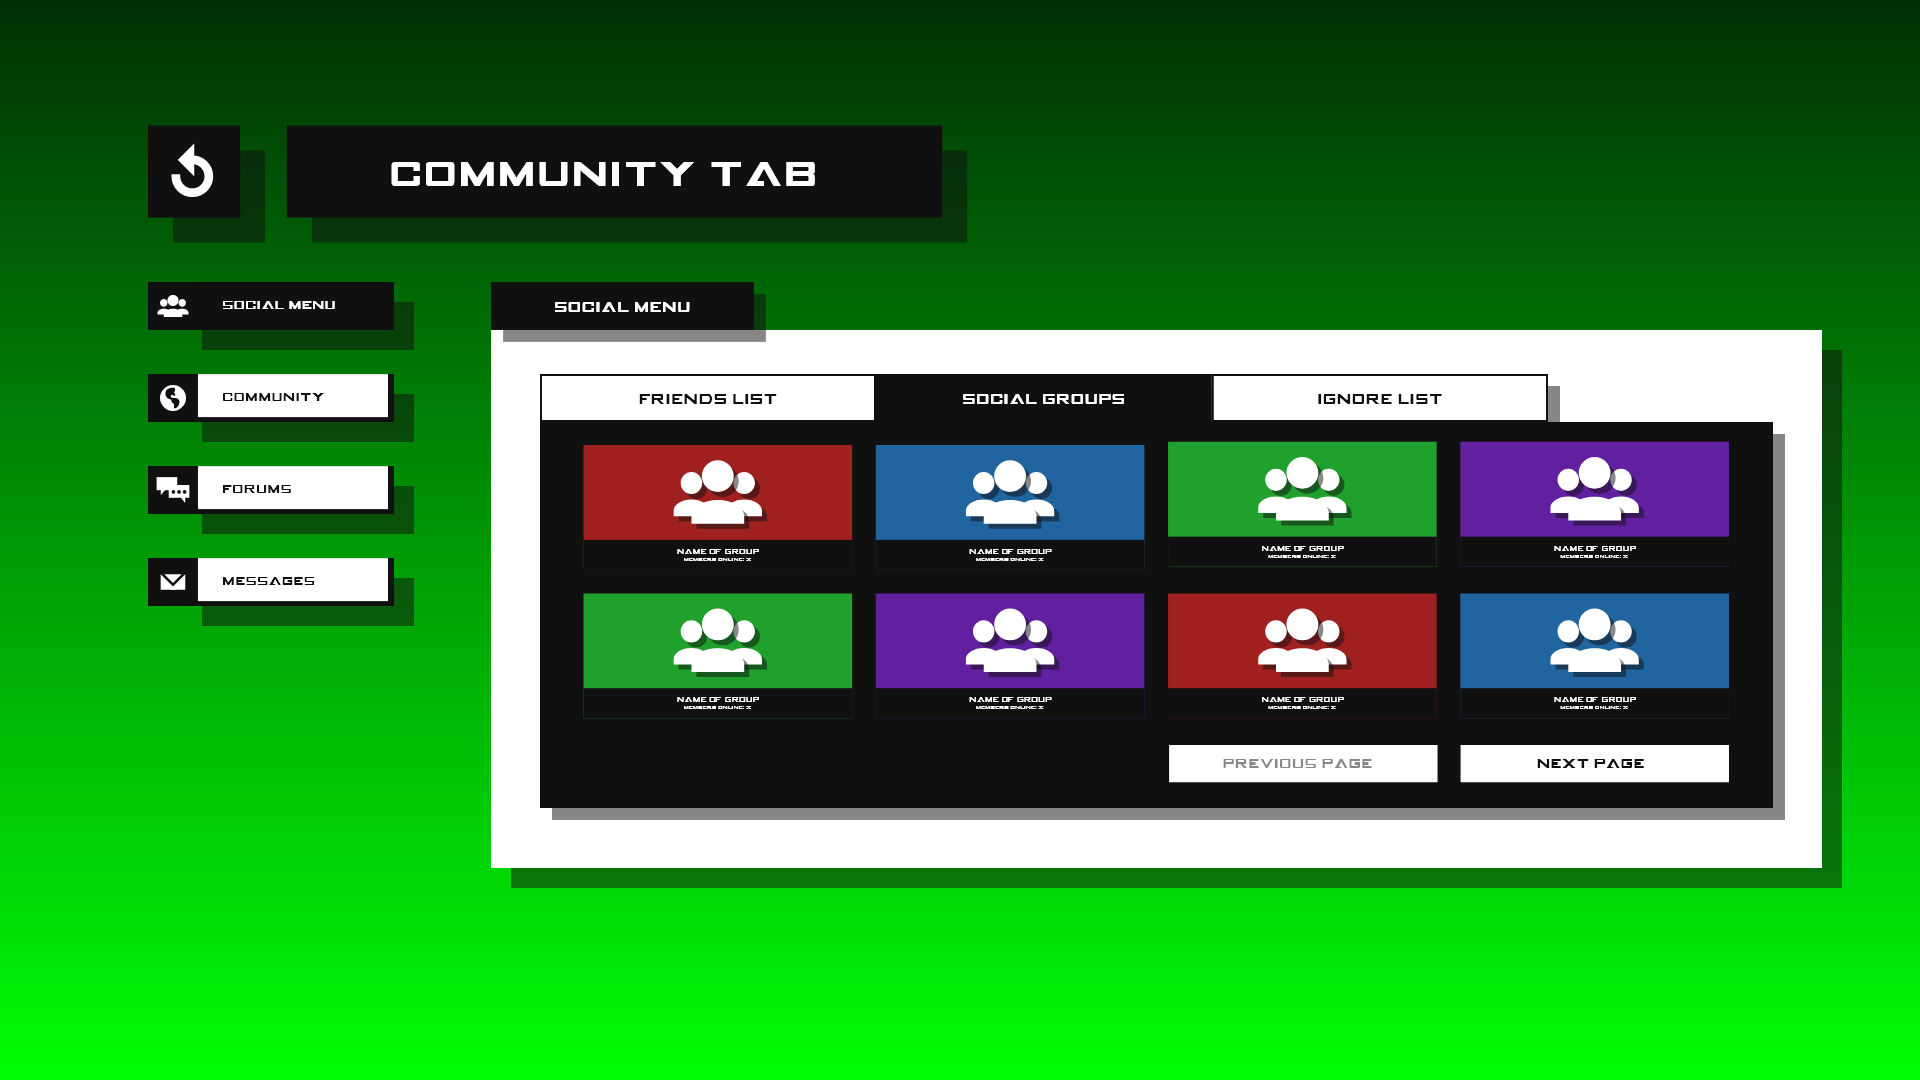 COMMUNITY TAB
SOCIAL MENU
COMMUNITY
FORUMS
MESSAGES
SOCIAL MENU
FRIENDS LIST
SOCIAL GROUPS
IGNORE LIST
NAME OF GROUP
MEMBERS ONLINE: X
NAME OF GROUP
MEMBERS ONLINE: X
NAME OF GROUP
MEMBERS ONLINE: X
NAME OF GROUP
MEMBERS ONLINE: X
NAME OF GROUP
MEMBERS ONLINE: X
NAME OF GROUP
MEMBERS ONLINE: X
NAME OF GROUP
MEMBERS ONLINE: X
NAME OF GROUP
MEMBERS ONLINE: X
PREVIOUS PAGE
NEXT PAGE